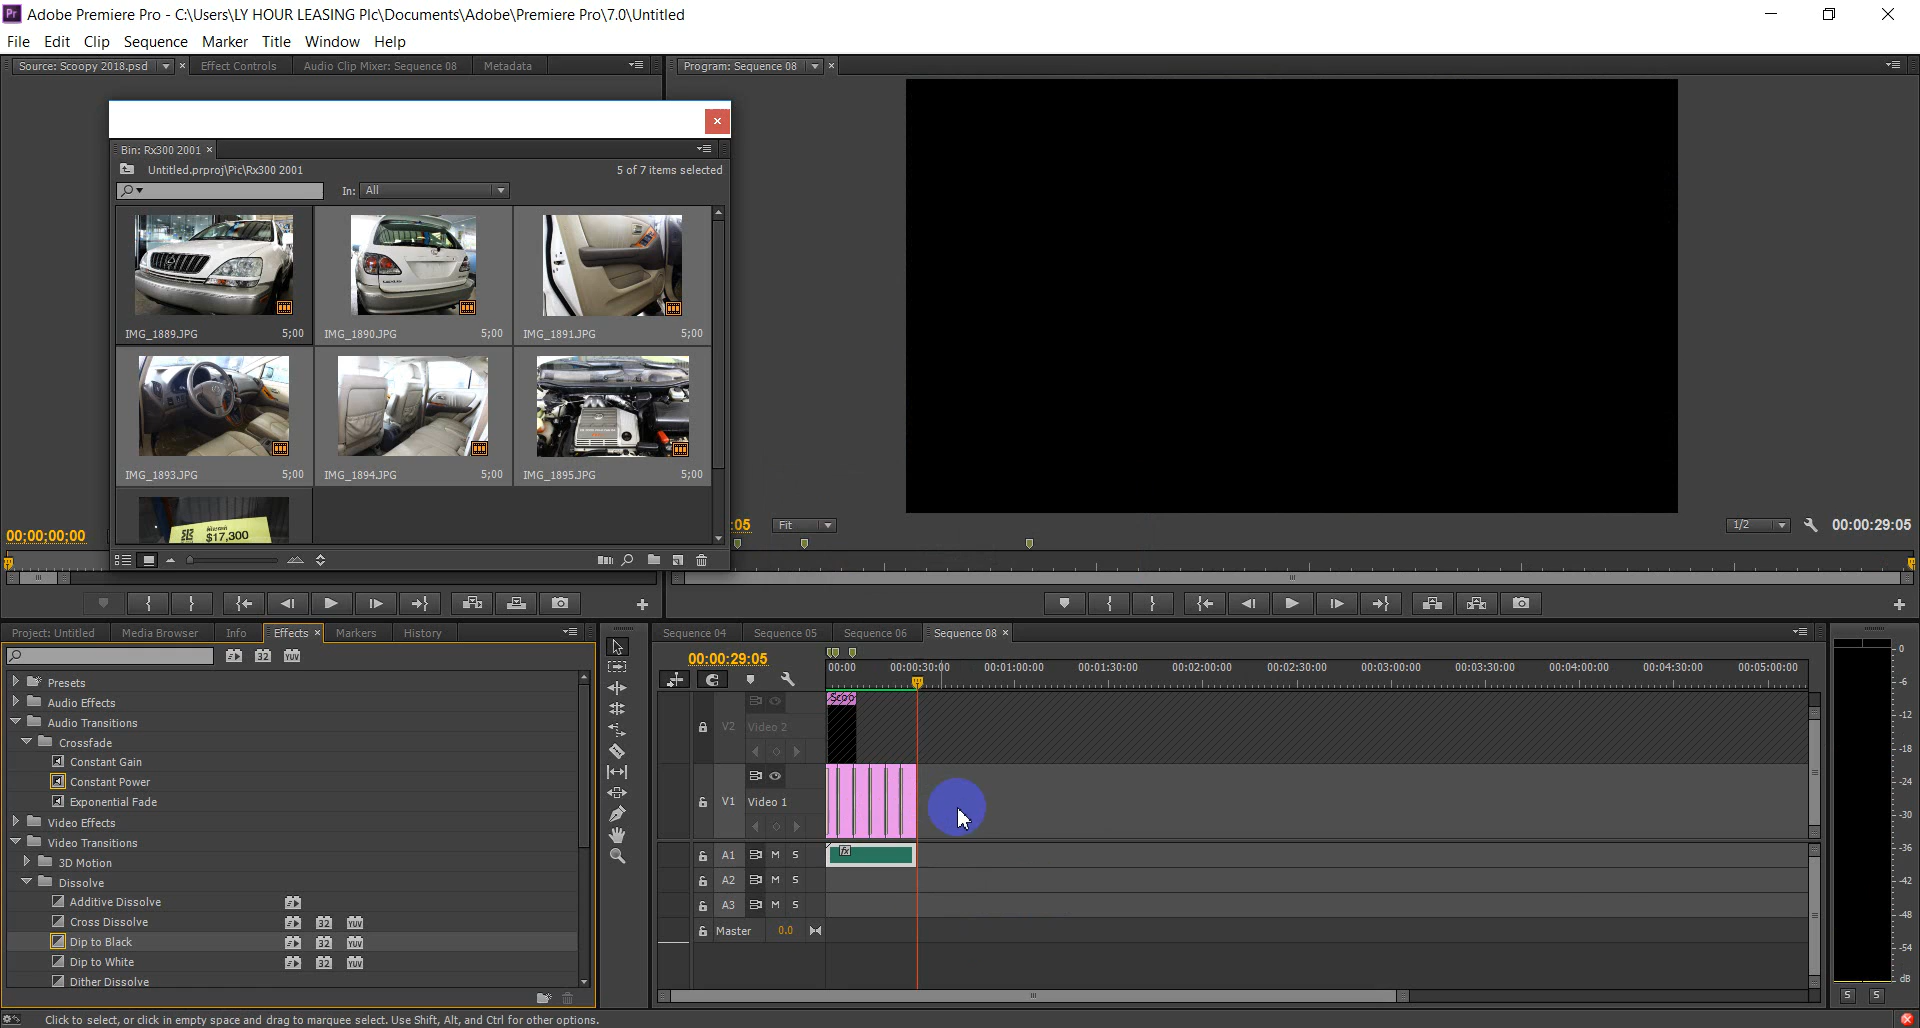 Adobe Premiere Pro - C:\Users\LY HOUR LEASING Plc\Documents\Adobe\Premiere Pro\7.0\Untitled
File Edit Clip Sequence Marker Title Window Help
Source: Scoopy 2018.psd Effect Controls Audio Clip Mixer: Sequence 08 Metadata
Program: Sequence 08
Bin: Rx300 2001
Untitled.prproj\Pic\Rx300 2001 5 of 7 items selected
In: All
IMG_1889.JPG 5;00 IMG_1890.JPG 5;00 IMG_1891.JPG 5;00
IMG_1893.JPG 5;00 IMG_1894.JPG 5;00 IMG_1895.JPG 5;00
$17,300
00;00;00;00
:05 Fit 1/2 00:00:29:05
Project: Untitled Media Browser Info Effects Markers History
Presets
Audio Effects
Audio Transitions
Crossfade
Constant Gain
Constant Power
Exponential Fade
Video Effects
Video Transitions
3D Motion
Dissolve
Additive Dissolve
Cross Dissolve 32 YUV
Dip to Black 32 YUV
Dip to White 32 YUV
Dither Dissolve
32 YUV
Sequence 04 Sequence 05 Sequence 06 Sequence 08
00:00:29:05
00:00 00:00:30:00 00:01:00:00 00:01:30:00 00:02:00:00 00:02:30:00 00:03:00:00 00:03:30:00 00:04:00:00 00:04:30:00 00:05:00:00
Scoo
V2 Video 2
V1 Video 1
A1 M S fx
A2 M S
A3 M S
Master 0.0
0
-6
-12
-18
-24
-30
-36
-42
-48
-54
dB
S S
Click to select, or click in empty space and drag to marquee select. Use Shift, Alt, and Ctrl for other options.